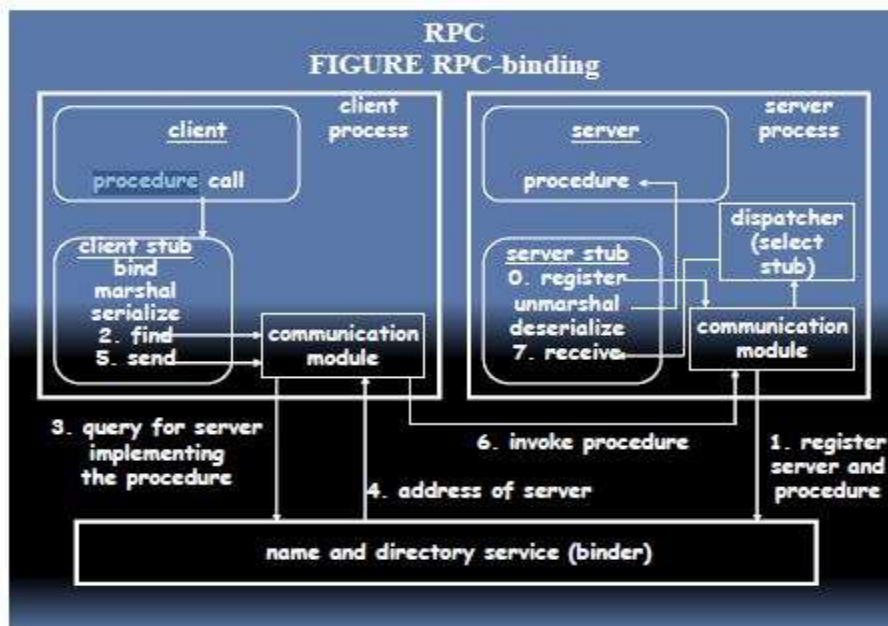 RPC
FIGURE RPC-binding
client
process
client
procedure call
client stub
bind
marshal
serialize
2. find
5. send
communication
module
server
process
server
procedure
dispatcher
(select
stub)
server stub
0. register
unmarshal
deserialize
7. receive
communication
module
3. query for server
implementing
the procedure
4. address of server
6. invoke procedure
1. register
server and
procedure
name and directory service (binder)